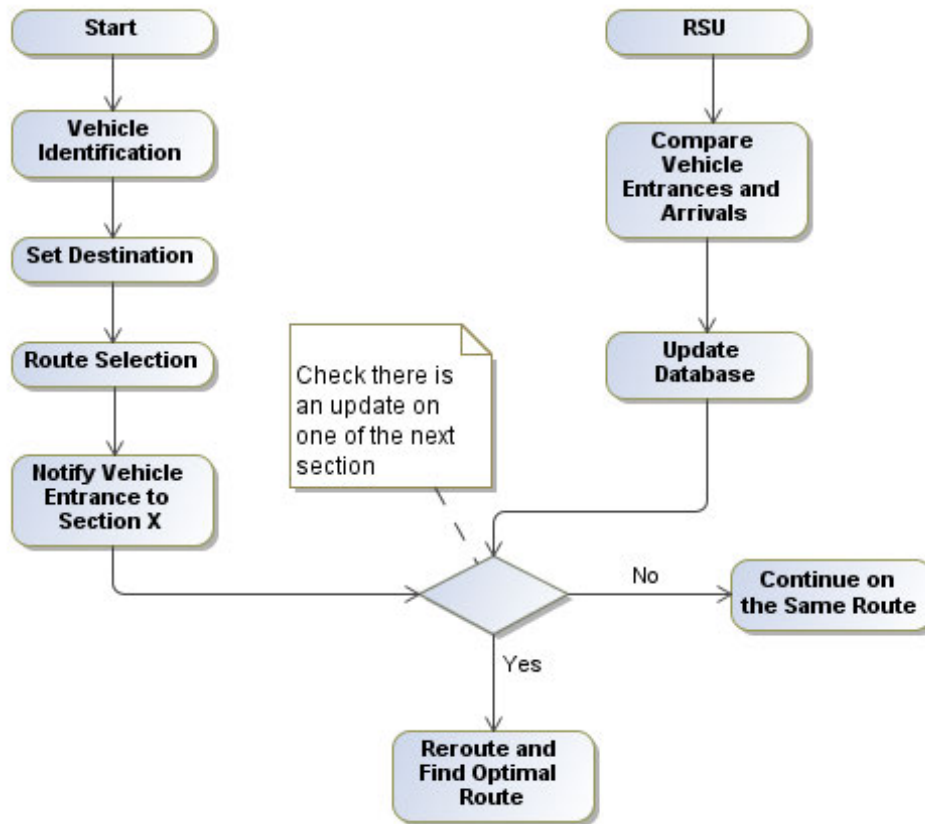 Start
Vehicle
Identification
Set Destination
Route Selection
Notify Vehicle
Entrance to
Section X
RSU
Compare
Vehicle
Entrances and
Arrivals
Update
Database
Check there is
an update on
one of the next
section
No
Continue on
the Same Route
Yes
Reroute and
Find Optimal
Route